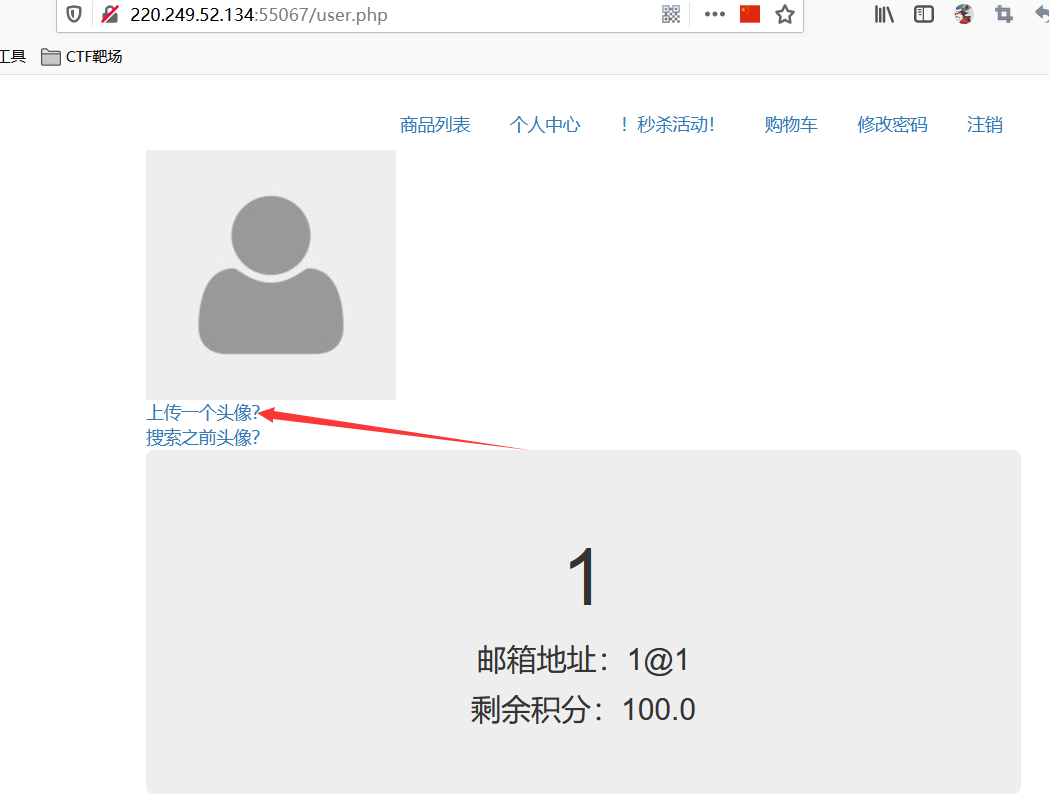 220.249.52.134:55067/user.php
工具 CTF靶场
商品列表 个人中心 ！秒杀活动！ 购物车 修改密码 注销
上传一个头像?
搜索之前头像?
1
邮箱地址：1@1
剩余积分：100.0